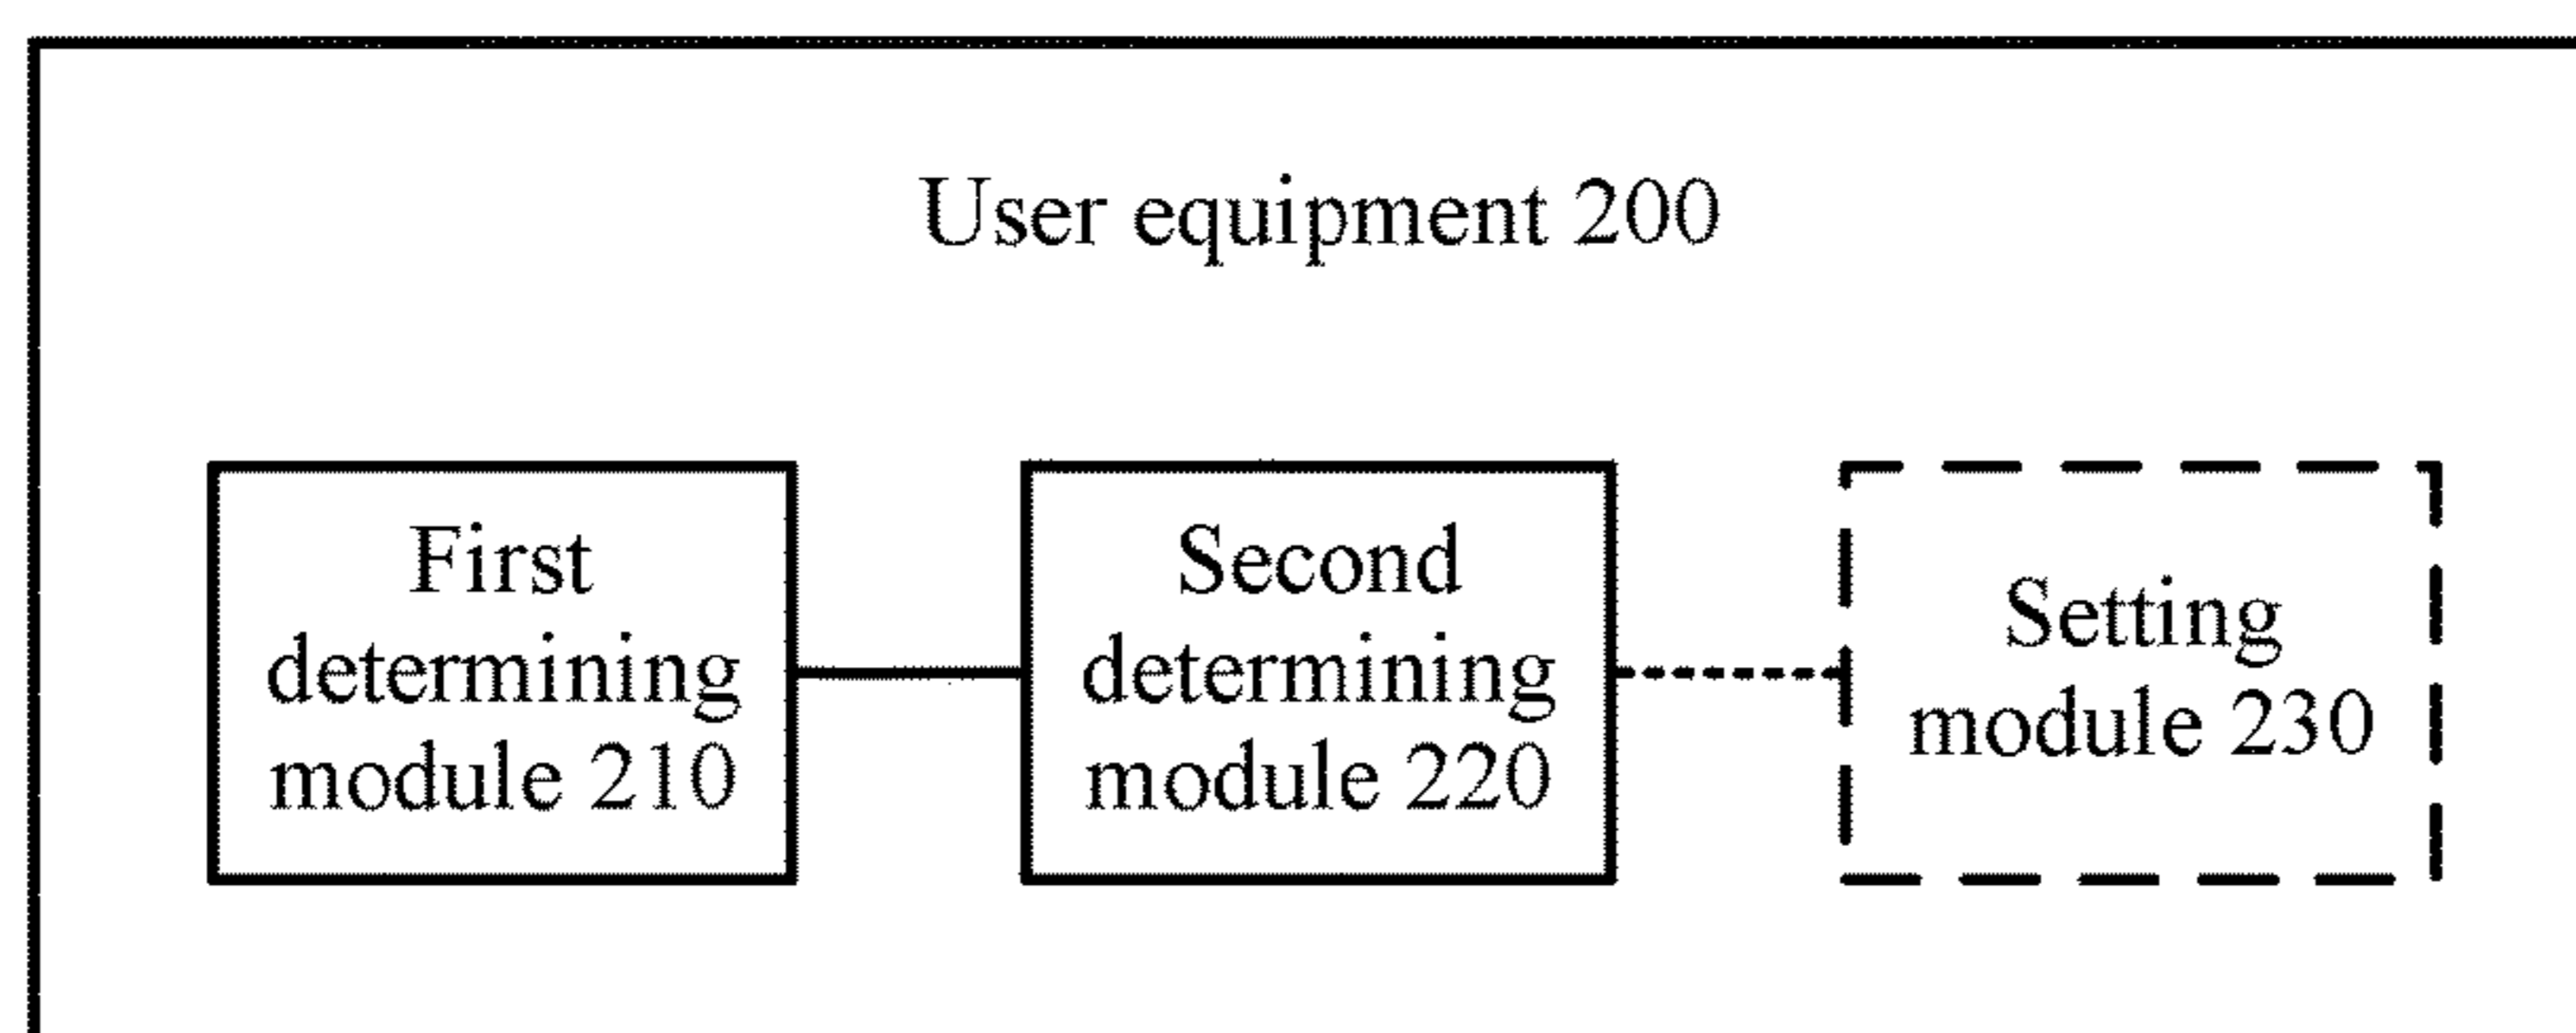 User equipment 200
First
determining
module 210
Second
determining
module 220
Setting
module 230